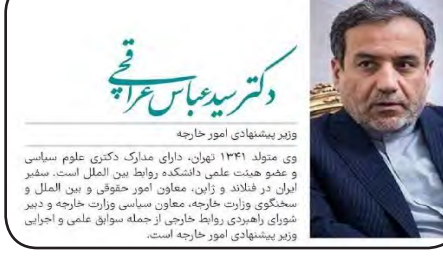 دکتر سیدعباس عراقچی
وزیر پیشنهادی امور خارجه
وی متولد ۱۳۴۱ تهران، دارای مدارک دکتری علوم سیاسی
و عضو هیئت علمی دانشکده روابط بین الملل است. سفیر
ایران در فنلاند و ژاپن، معاون امور حقوقی و بین الملل و
سخنگوی وزارت خارجه، معاون سیاسی وزارت خارجه و دبیر
شورای راهبردی روابط خارجی از جمله سوابق علمی و اجرایی
وزیر پیشنهادی امور خارجه است.